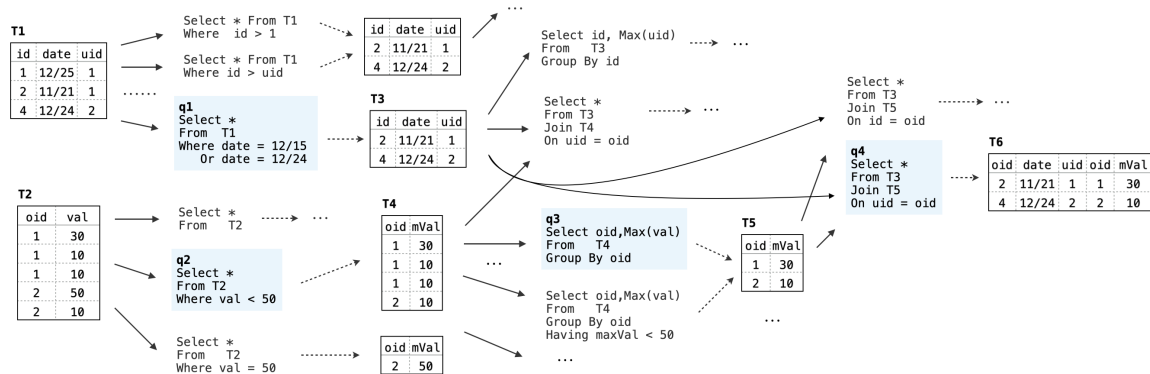 T1
id date uid
1 12/25 1
2 11/21 1
4 12/24 2
Select * From T1
Where id > 1
Select * From T1
Where id > uid
......
q1
Select *
From T1
Where date = 12/15
Or date = 12/24
id date uid
2 11/21 1
4 12/24 2
...
T3
id date uid
2 11/21 1
4 12/24 2
Select id, Max(uid)
From T3
Group By id
...
Select *
From T3
Join T4
On uid = oid
...
Select *
From T3
Join T5
On id = oid
...
q4
Select *
From T3
Join T5
On uid = oid
T6
oid date uid oid mVal
2 11/21 1 1 30
4 12/24 2 2 10
T2
oid val
1 30
1 10
1 10
2 50
2 10
Select *
From T2
...
q2
Select *
From T2
Where val < 50
Select *
From T2
Where val = 50
T4
oid mVal
1 30
1 10
1 10
2 10
oid mVal
2 50
...
q3
Select oid,Max(val)
From T4
Group By oid
Select oid,Max(val)
From T4
Group By oid
Having maxVal < 50
...
T5
oid mVal
1 30
2 10
...